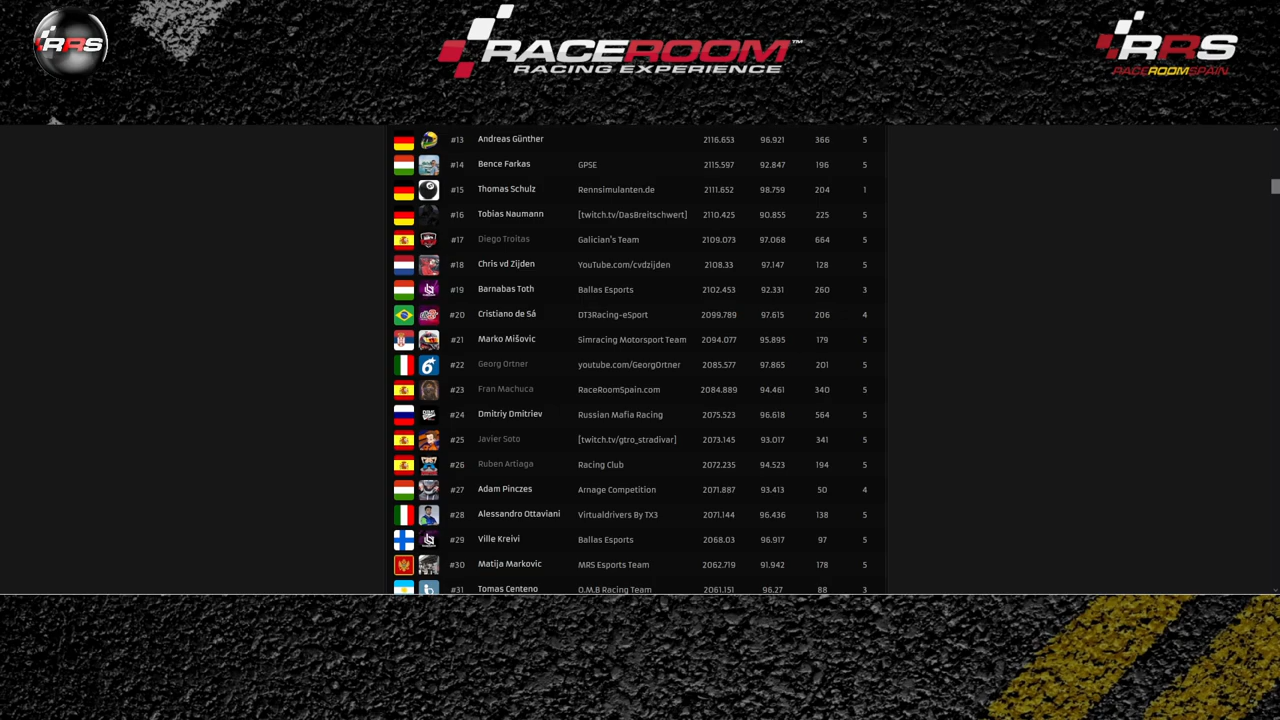 RRS
RACEROOM™
RACING EXPERIENCE
RRS
RACEROOMSPAIN
#13 Andreas Günther 2116.653 96.921 366 5
#14 Bence Farkas GPSE 2115.597 92.847 196 5
#15 Thomas Schulz Rennsimulanten.de 2111.652 98.759 204 1
#16 Tobias Naumann [twitch.tv/DasBreitschwert] 2110.425 90.855 225 5
#17 Diego Troitas Galician's Team 2109.073 97.068 664 5
#18 Chris vd Zijden YouTube.com/cvdzijden 2108.33 97.147 128 5
#19 Barnabas Toth Ballas Esports 2102.453 92.331 260 3
#20 Cristiano de Sá DT3Racing-eSport 2099.789 97.615 206 4
#21 Marko Mišovic Simracing Motorsport Team 2094.077 95.895 179 5
#22 Georg Ortner youtube.com/GeorgOrtner 2085.577 97.865 201 5
#23 Fran Machuca RaceRoomSpain.com 2084.889 94.461 340 5
#24 Dmitriy Dmitriev Russian Mafia Racing 2075.523 96.618 564 5
#25 Javier Soto [twitch.tv/gtro_stradivar] 2073.145 93.017 341 5
#26 Ruben Artiaga Racing Club 2072.235 94.523 194 5
#27 Adam Pinczes Arnage Competition 2071.887 93.413 50 4
#28 Alessandro Ottaviani Virtualdrivers By TX3 2071.144 96.436 138 5
#29 Ville Kreivi Ballas Esports 2068.03 96.917 97 5
#30 Matija Markovic MRS Esports Team 2062.719 91.942 178 5
#31 Tomas Centeno O.M.B Racing Team 2061.151 96.27 88 3